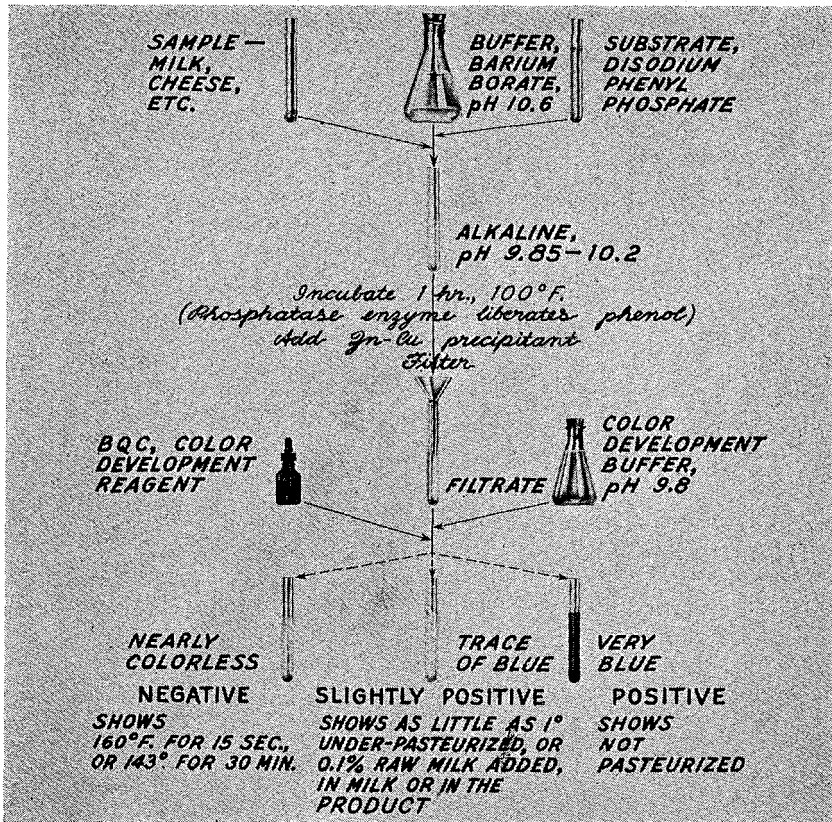 SAMPLE —
MILK,
CHEESE,
ETC.
BUFFER,
BARIUM
BORATE,
pH 10.6
SUBSTRATE,
DISODIUM
PHENYL
PHOSPHATE
ALKALINE,
pH 9.85–10.2
Incubate 1 hr., 100°F.
(Phosphatase enzyme liberates phenol)
Add Zn-Cu precipitant
Filter
BQC, COLOR
DEVELOPMENT
REAGENT
FILTRATE
COLOR
DEVELOPMENT
BUFFER,
pH 9.8
NEARLY
COLORLESS
TRACE
OF BLUE
VERY
BLUE
NEGATIVE
SHOWS
160°F. FOR 15 SEC.,
OR 143° FOR 30 MIN.
SLIGHTLY POSITIVE
SHOWS AS LITTLE AS 1°
UNDER-PASTEURIZED, OR
0.1% RAW MILK ADDED,
IN MILK OR IN THE
PRODUCT
POSITIVE
SHOWS
NOT
PASTEURIZED